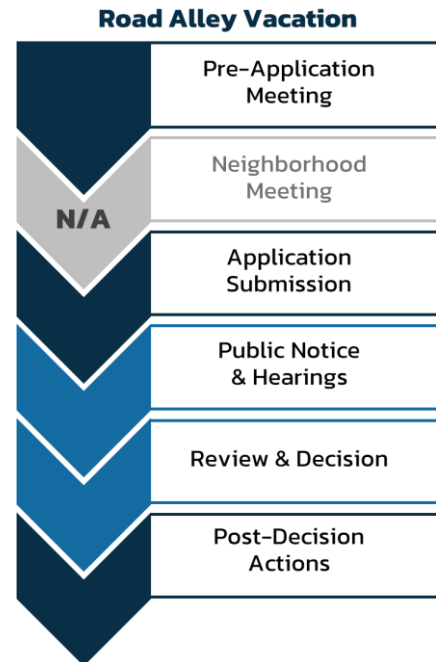 Road Alley Vacation
Pre-Application
Meeting
Neighborhood
Meeting
N/A
Application
Submission
Public Notice
& Hearings
Review & Decision
Post-Decision
Actions